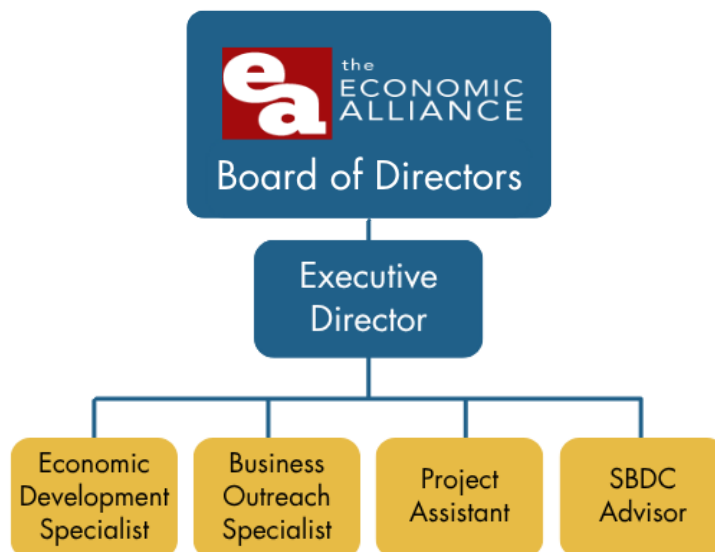 ea
the
ECONOMIC
ALLIANCE
Board of Directors
Executive
Director
Economic
Development
Specialist
Business
Outreach
Specialist
Project
Assistant
SBDC
Advisor